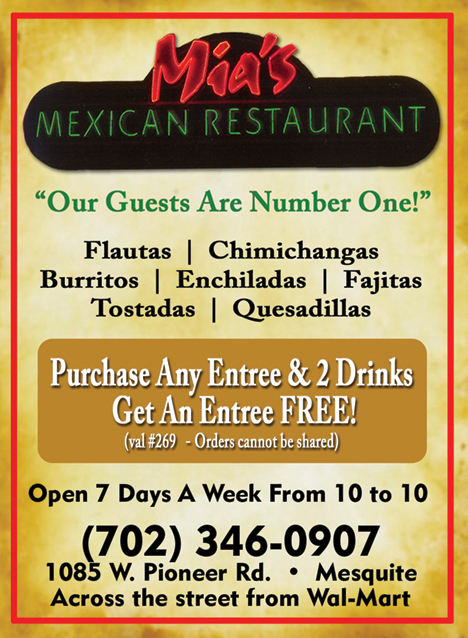 Mia's
MEXICAN RESTAURANT
“Our Guests Are Number One!”
Flautas | Chimichangas
Burritos | Enchiladas | Fajitas
Tostadas | Quesadillas
Purchase Any Entree & 2 Drinks
Get An Entree FREE!
(val #269 - Orders cannot be shared)
Open 7 Days A Week From 10 to 10
(702) 346-0907
1085 W. Pioneer Rd. • Mesquite
Across the street from Wal-Mart